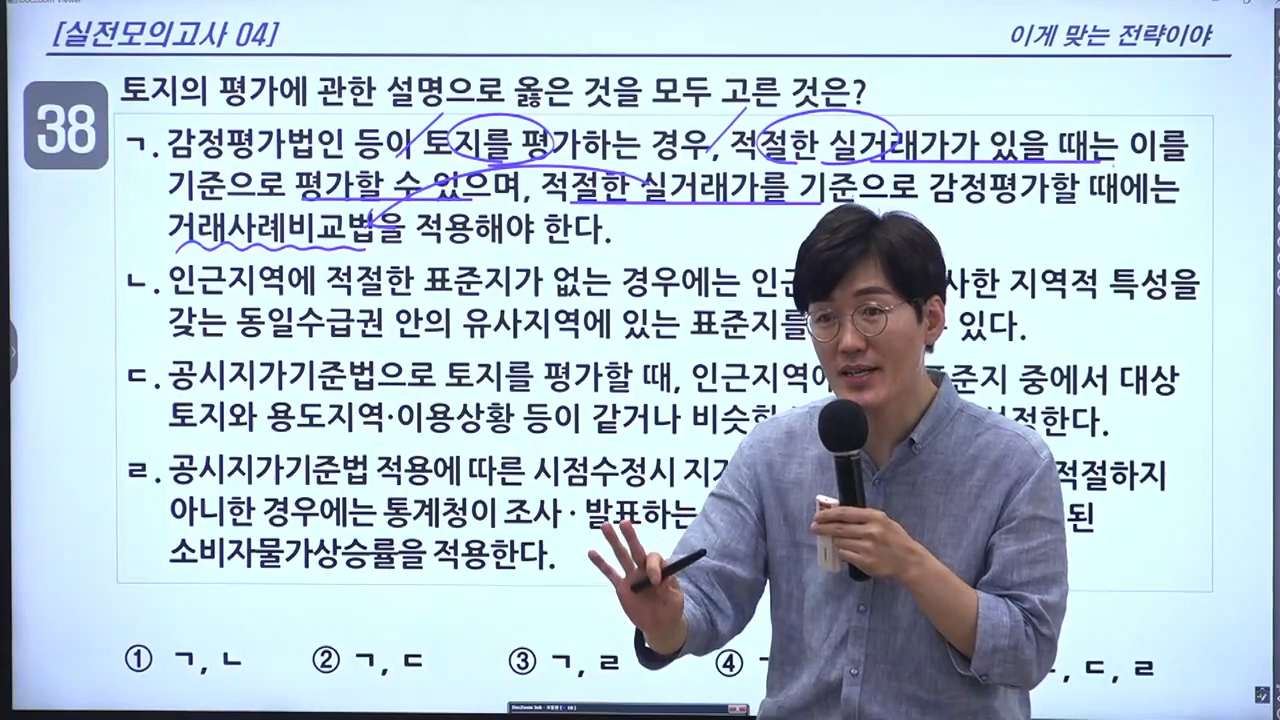 [실전모의고사 04]
이게 맞는 전략이야
38
토지의 평가에 관한 설명으로 옳은 것을 모두 고른 것은?
ㄱ. 감정평가법인 등이 토지를 평가하는 경우, 적절한 실거래가가 있을 때는 이를
기준으로 평가할 수 있으며, 적절한 실거래가를 기준으로 감정평가할 때에는
거래사례비교법을 적용해야 한다.
ㄴ. 인근지역에 적절한 표준지가 없는 경우에는 인근 사한 지역적 특성을
갖는 동일수급권 안의 유사지역에 있는 표준지를 있다.
ㄷ. 공시지가기준법으로 토지를 평가할 때, 인근지역에 준지 중에서 대상
토지와 용도지역·이용상황 등이 같거나 비슷한 선정한다.
ㄹ. 공시지가기준법 적용에 따른 시점수정시 적절하지
아니한 경우에는 통계청이 조사·발표하는 된
소비자물가상승률을 적용한다.
① ㄱ, ㄴ ② ㄱ, ㄷ ③ ㄱ, ㄹ ④ , ㄷ, ㄹ